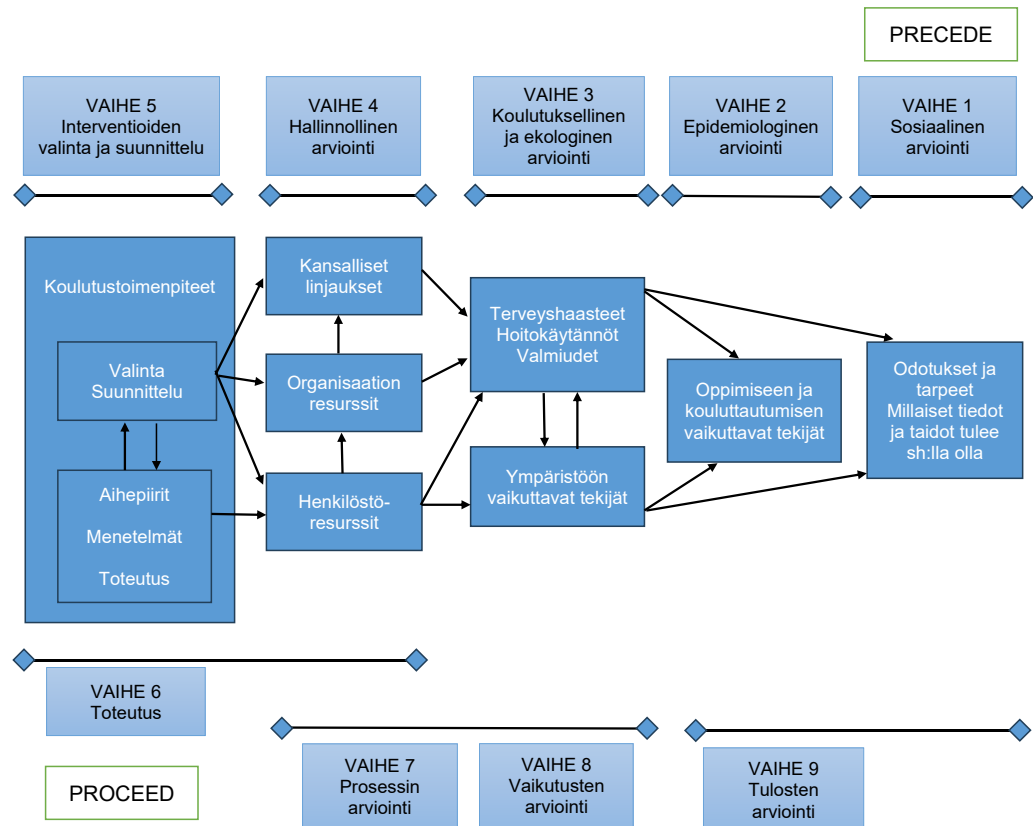 PRECEDE
VAIHE 5
Interventioiden
valinta ja suunnittelu
VAIHE 4
Hallinnollinen
arviointi
VAIHE 3
Koulutuksellinen
ja ekologinen
arviointi
VAIHE 2
Epidemiologinen
arviointi
VAIHE 1
Sosiaalinen
arviointi
Koulutustoimenpiteet
Valinta
Suunnittelu
Aihepiirit
Menetelmät
Toteutus
Kansalliset
linjaukset
Organisaation
resurssit
Henkilöstö-
resurssit
Terveyshaasteet
Hoitokäytännöt
Valmiudet
Ympäristöön
vaikuttavat tekijät
Oppimiseen ja
kouluttautumisen
vaikuttavat tekijät
Odotukset ja
tarpeet
Millaiset tiedot
ja taidot tulee
sh:lla olla
VAIHE 6
Toteutus
VAIHE 7
Prosessin
arviointi
VAIHE 8
Vaikutusten
arviointi
VAIHE 9
Tulosten
arviointi
PROCEED